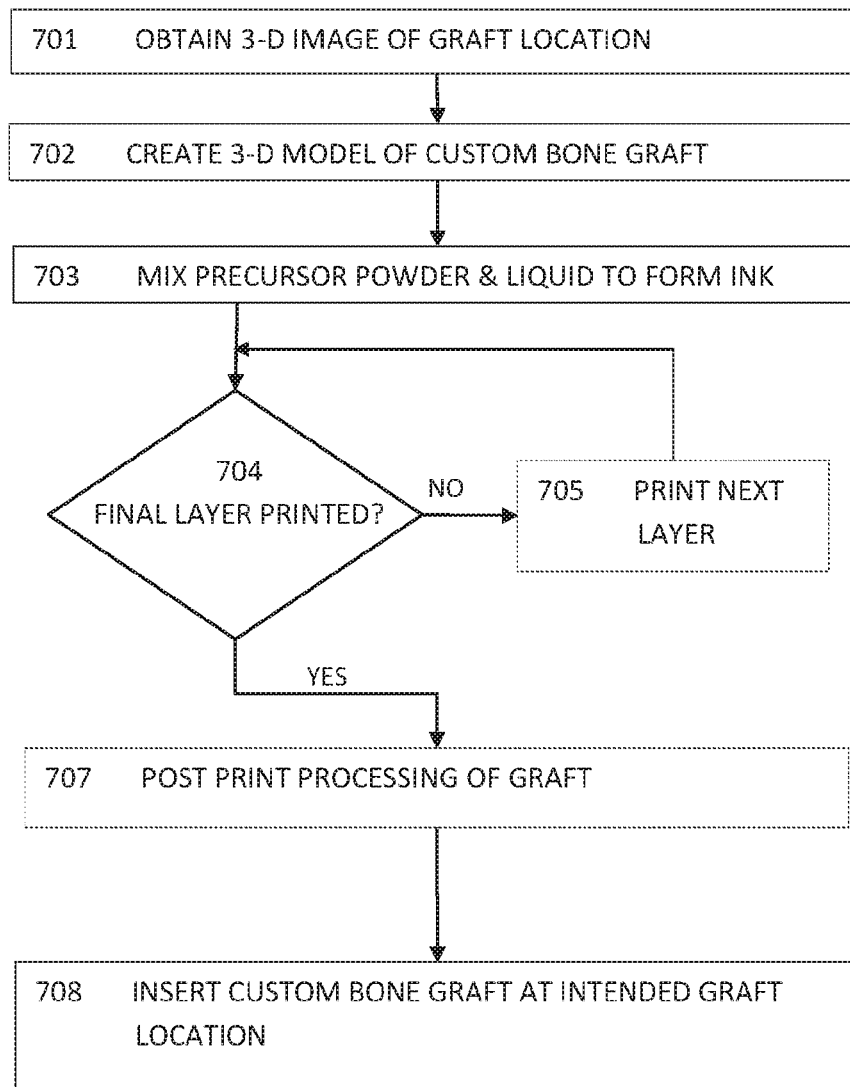 701 OBTAIN 3-D IMAGE OF GRAFT LOCATION
702 CREATE 3-D MODEL OF CUSTOM BONE GRAFT
703 MIX PRECURSOR POWDER & LIQUID TO FORM INK
704
FINAL LAYER PRINTED?
NO
705 PRINT NEXT
LAYER
YES
707 POST PRINT PROCESSING OF GRAFT
708 INSERT CUSTOM BONE GRAFT AT INTENDED GRAFT
LOCATION